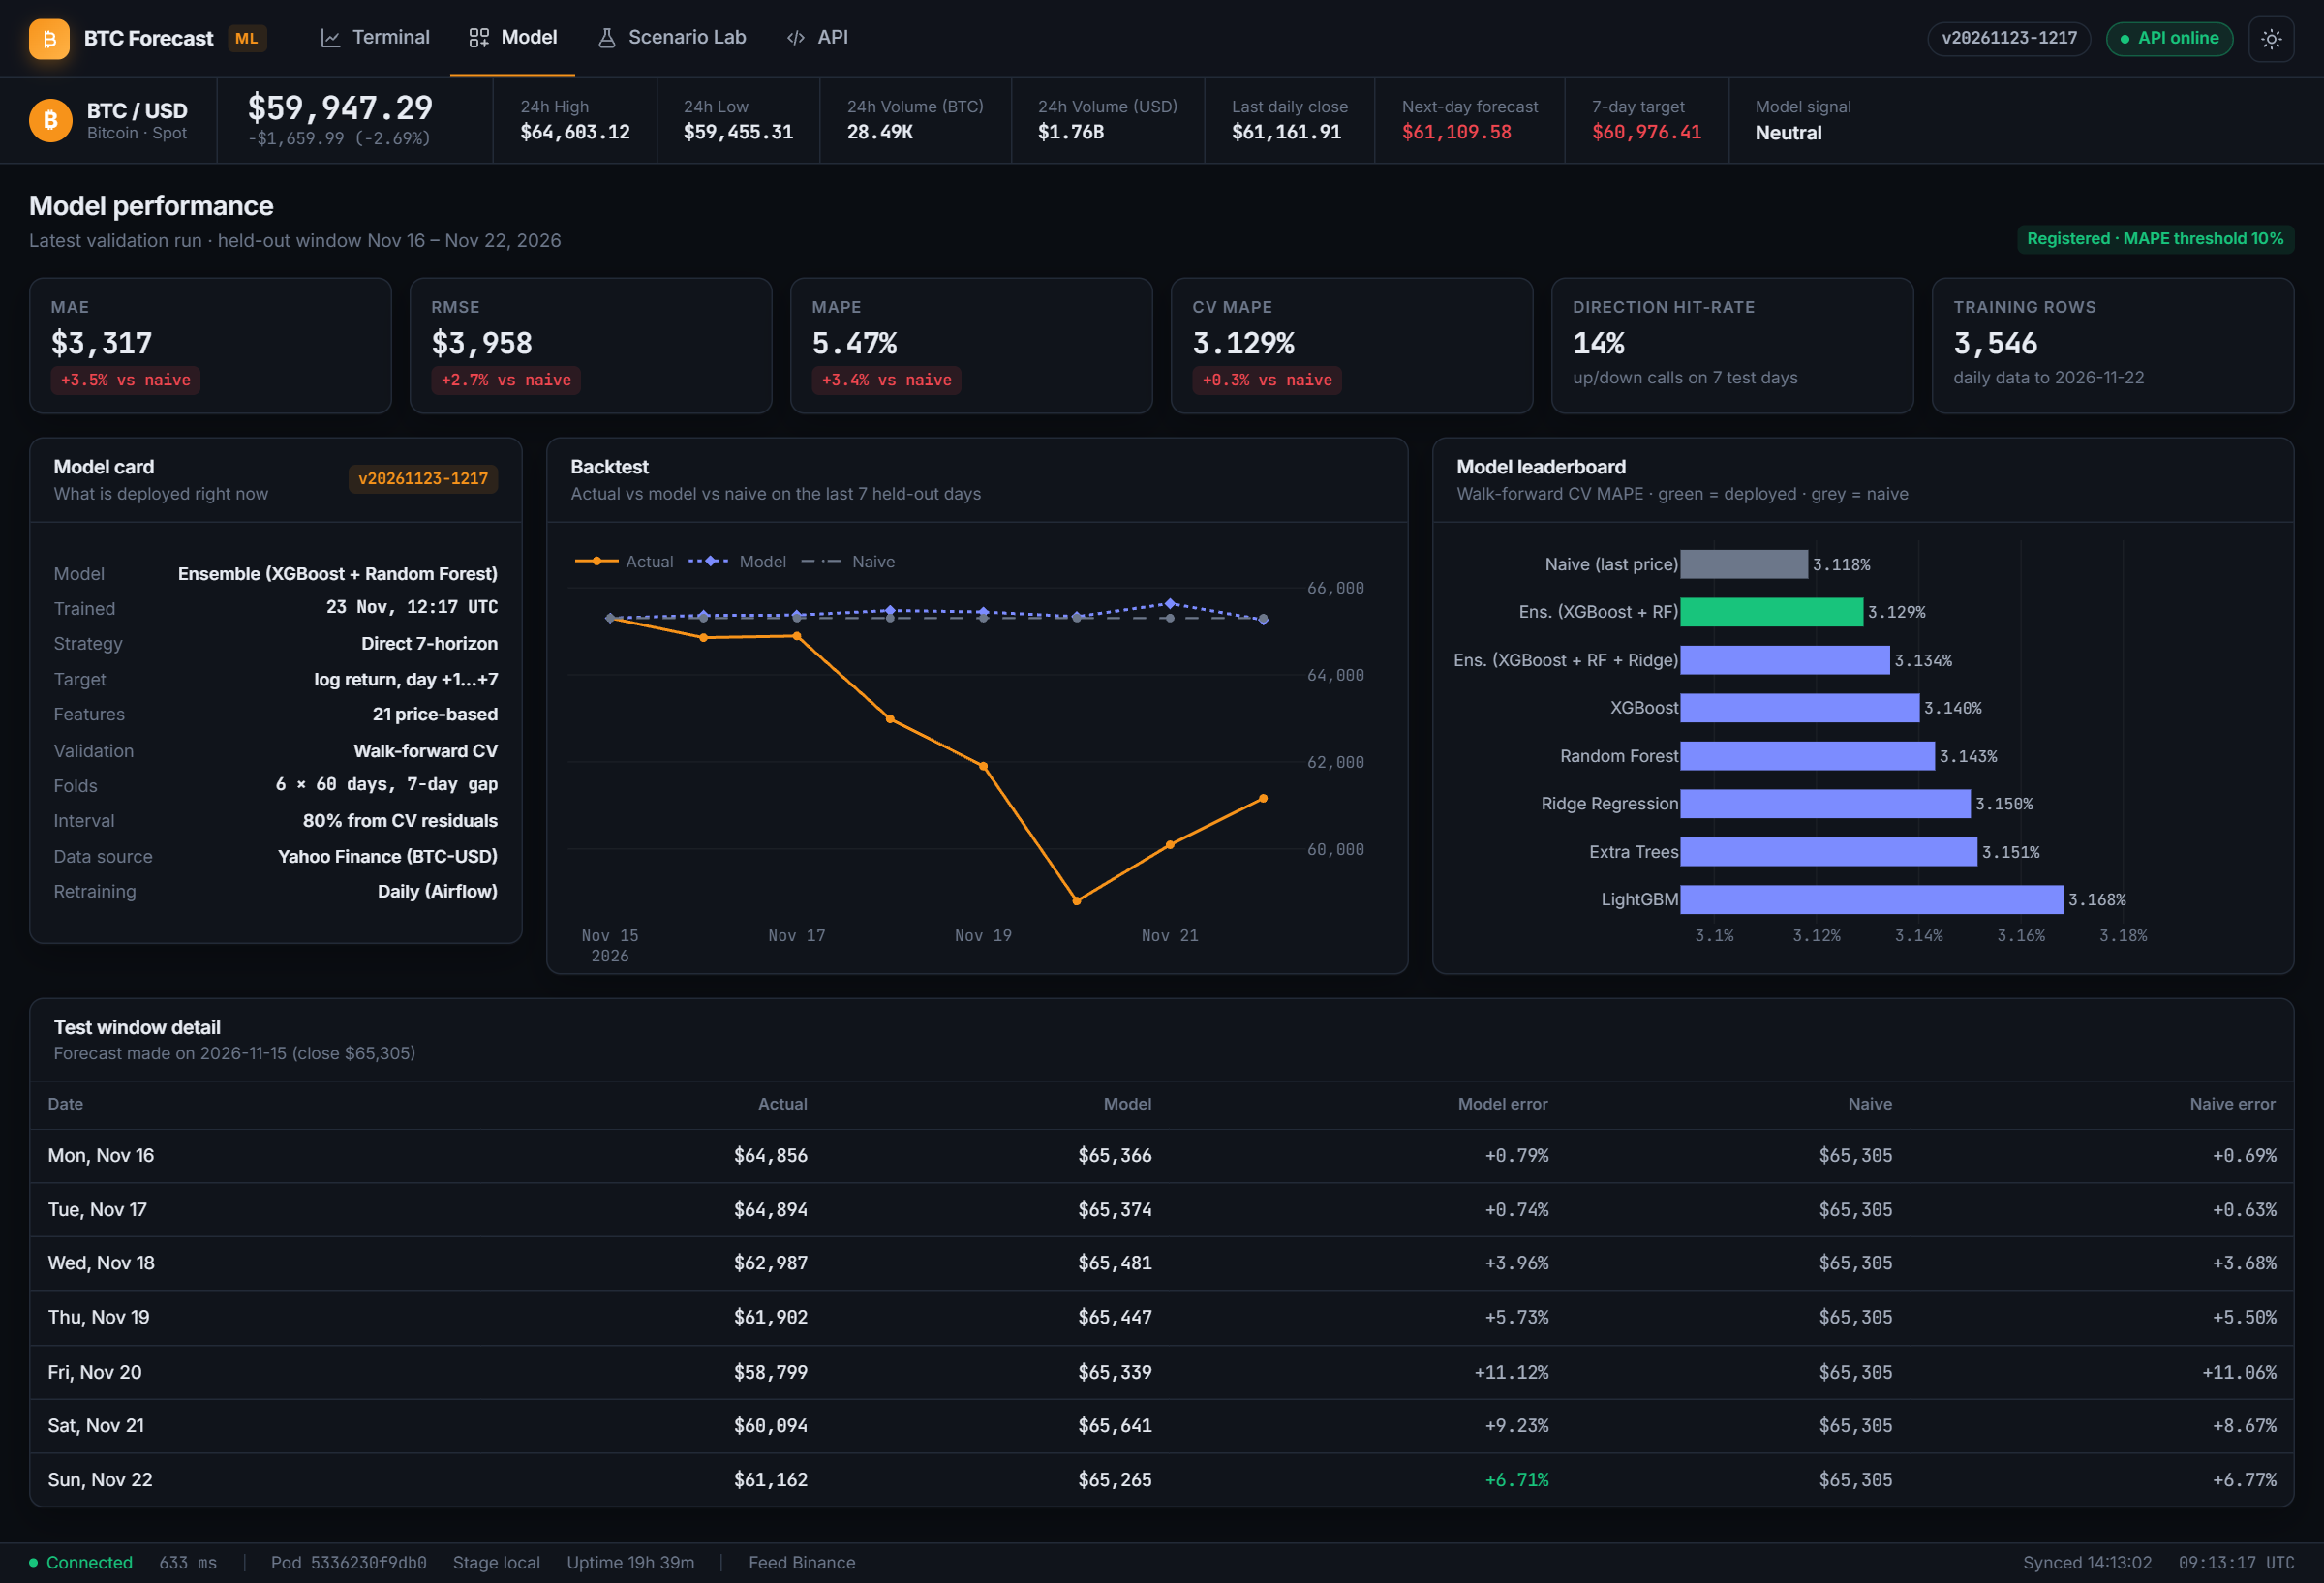 BTC Forecast ML
Terminal
Model
Scenario Lab
API
v20261123-1217
API online
BTC / USD
Bitcoin · Spot
$59,947.29
-$1,659.99 (-2.69%)
24h High
$64,603.12
24h Low
$59,455.31
24h Volume (BTC)
28.49K
24h Volume (USD)
$1.76B
Last daily close
$61,161.91
Next-day forecast
$61,109.58
7-day target
$60,976.41
Model signal
Neutral
Model performance
Latest validation run · held-out window Nov 16 – Nov 22, 2026
Registered · MAPE threshold 10%
MAE
$3,317
+3.5% vs naive
RMSE
$3,958
+2.7% vs naive
MAPE
5.47%
+3.4% vs naive
CV MAPE
3.129%
+0.3% vs naive
DIRECTION HIT-RATE
14%
up/down calls on 7 test days
TRAINING ROWS
3,546
daily data to 2026-11-22
Model card
What is deployed right now
v20261123-1217
Model Ensemble (XGBoost + Random Forest)
Trained 23 Nov, 12:17 UTC
Strategy Direct 7-horizon
Target log return, day +1…+7
Features 21 price-based
Validation Walk-forward CV
Folds 6 × 60 days, 7-day gap
Interval 80% from CV residuals
Data source Yahoo Finance (BTC-USD)
Retraining Daily (Airflow)
Backtest
Actual vs model vs naive on the last 7 held-out days
Actual Model Naive
66,000
64,000
62,000
60,000
Nov 15 Nov 17 Nov 19 Nov 21
2026
Model leaderboard
Walk-forward CV MAPE · green = deployed · grey = naive
Naive (last price) 3.118%
Ens. (XGBoost + RF) 3.129%
Ens. (XGBoost + RF + Ridge) 3.134%
XGBoost 3.140%
Random Forest 3.143%
Ridge Regression 3.150%
Extra Trees 3.151%
LightGBM 3.168%
3.1% 3.12% 3.14% 3.16% 3.18%
Test window detail
Forecast made on 2026-11-15 (close $65,305)
Date Actual Model Model error Naive Naive error
Mon, Nov 16 $64,856 $65,366 +0.79% $65,305 +0.69%
Tue, Nov 17 $64,894 $65,374 +0.74% $65,305 +0.63%
Wed, Nov 18 $62,987 $65,481 +3.96% $65,305 +3.68%
Thu, Nov 19 $61,902 $65,447 +5.73% $65,305 +5.50%
Fri, Nov 20 $58,799 $65,339 +11.12% $65,305 +11.06%
Sat, Nov 21 $60,094 $65,641 +9.23% $65,305 +8.67%
Sun, Nov 22 $61,162 $65,265 +6.71% $65,305 +6.77%
Connected 633 ms Pod 5336230f9db0 Stage local Uptime 19h 39m Feed Binance Synced 14:13:02 09:13:17 UTC